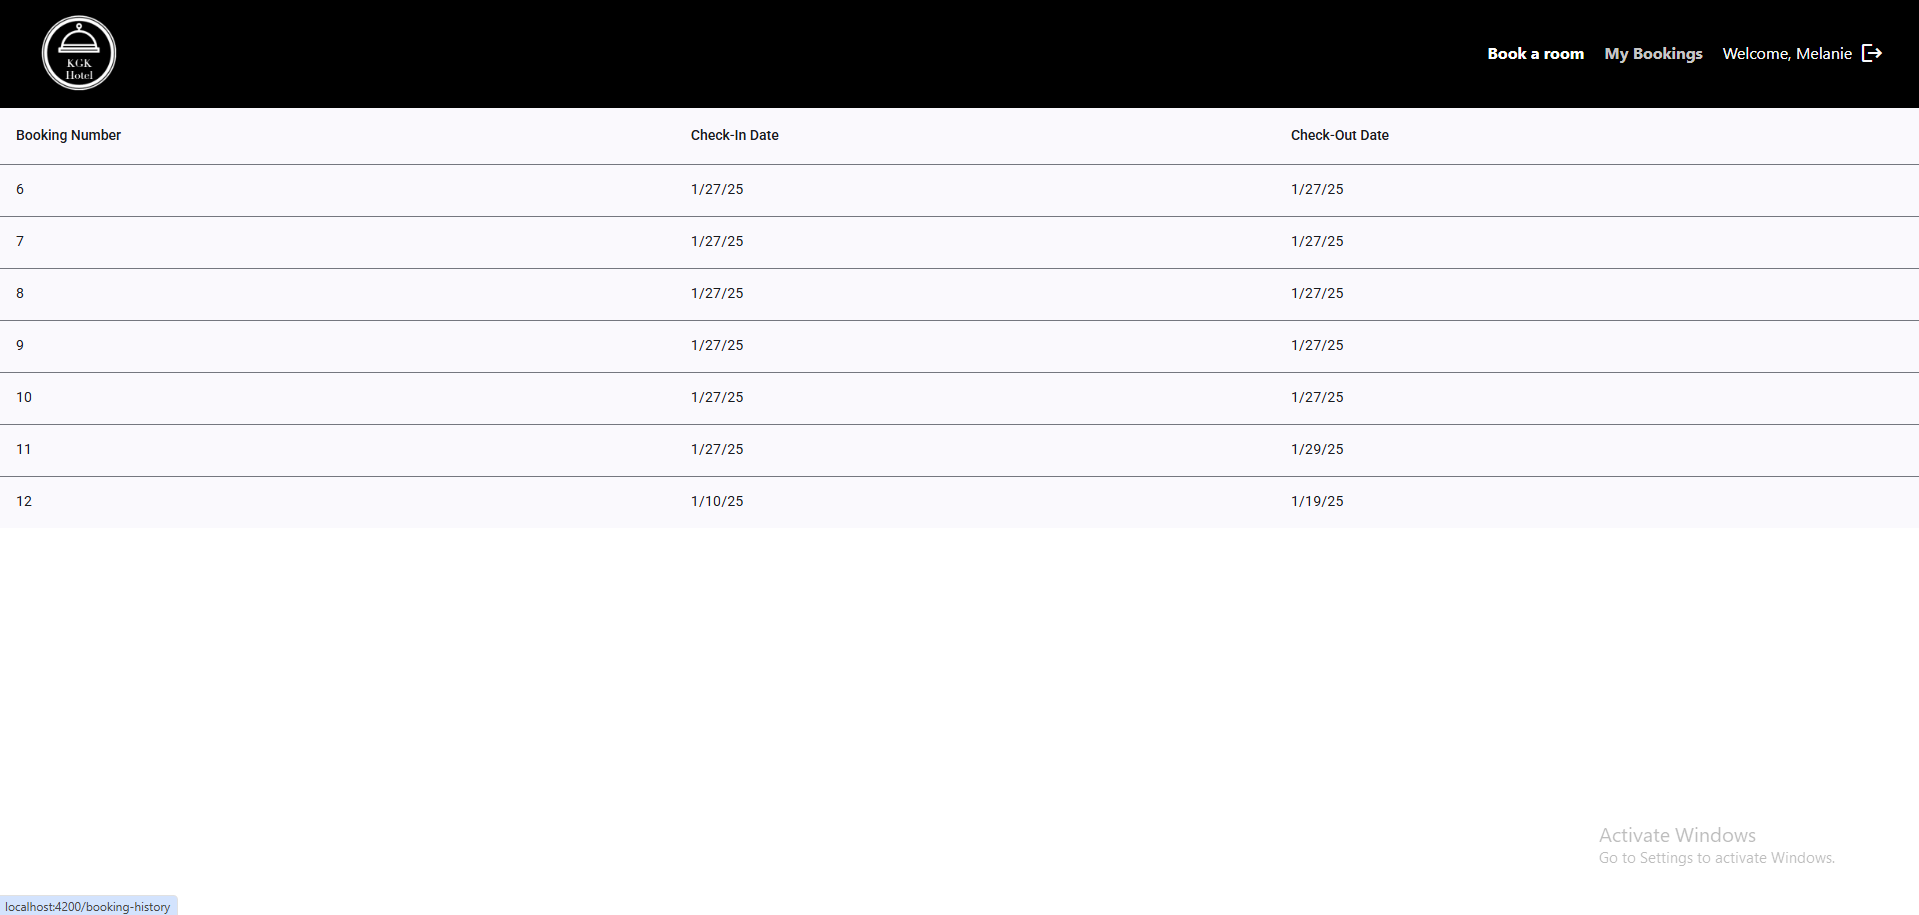 KGK
Hotel
Book a room My Bookings Welcome, Melanie
Booking Number Check-In Date Check-Out Date
6 1/27/25 1/27/25
7 1/27/25 1/27/25
8 1/27/25 1/27/25
9 1/27/25 1/27/25
10 1/27/25 1/27/25
11 1/27/25 1/29/25
12 1/10/25 1/19/25
Activate Windows
Go to Settings to activate Windows.
localhost:4200/booking-history